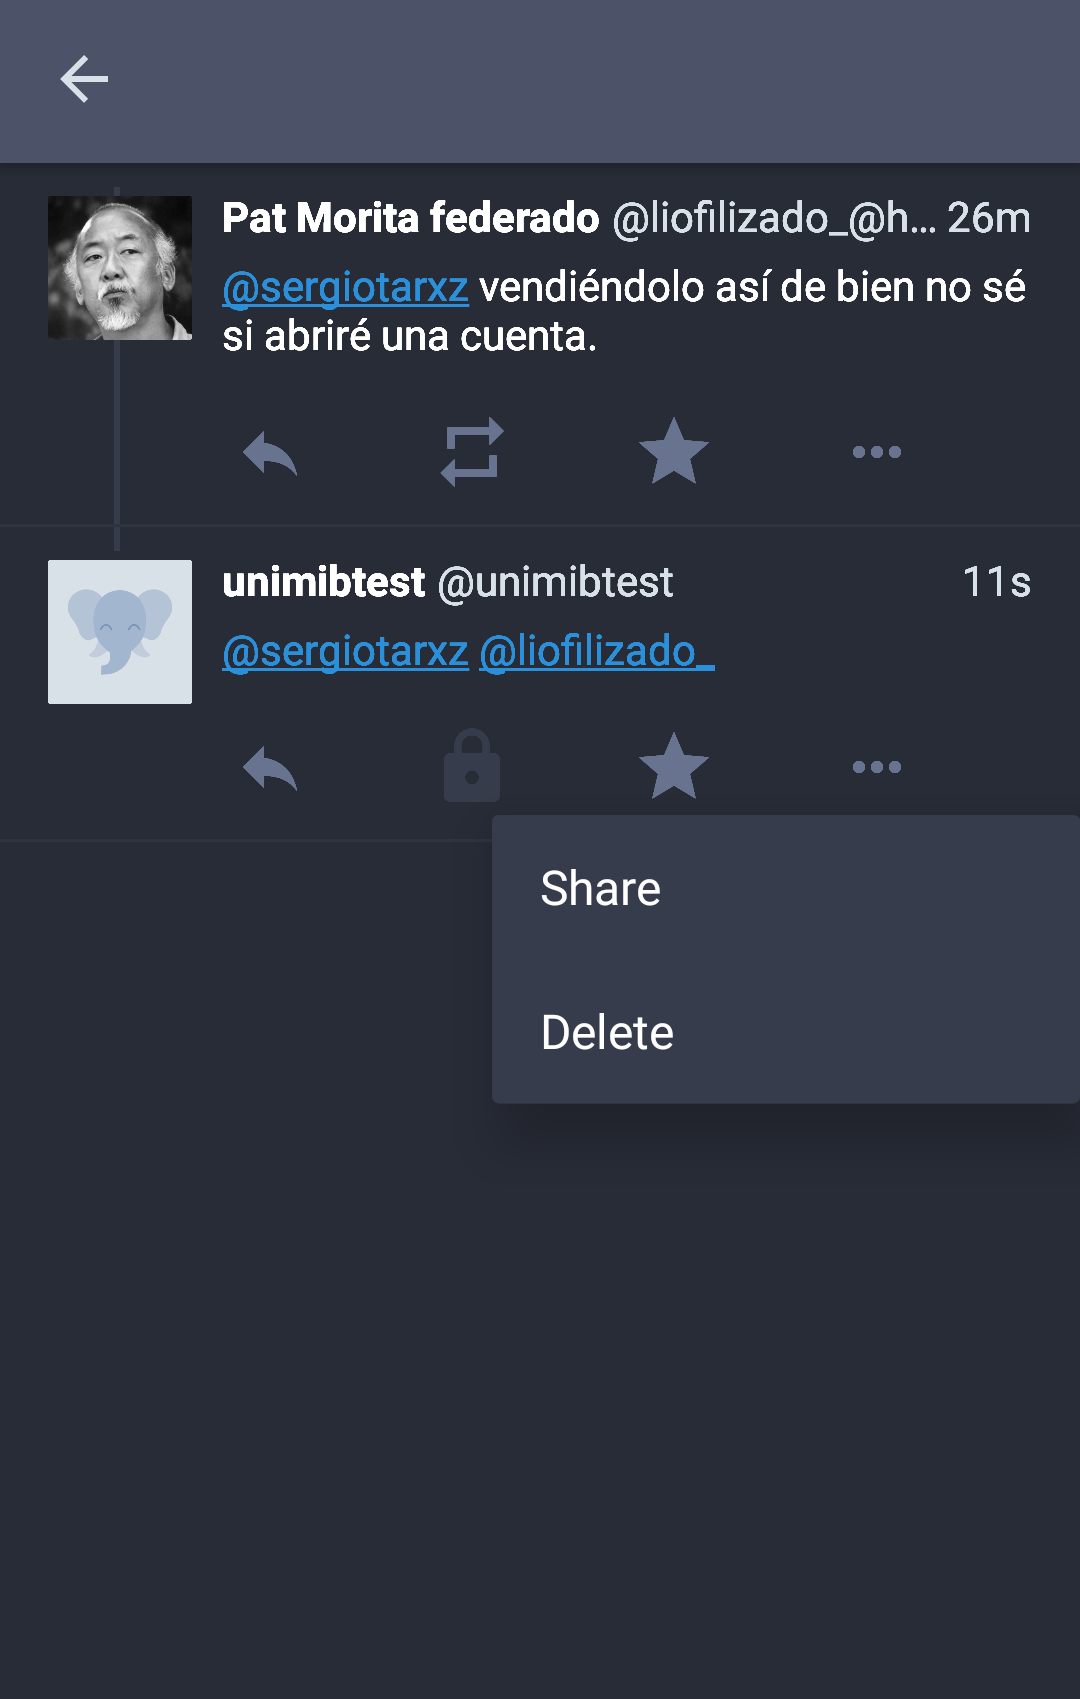 Pat Morita federado @liofilizado_@h... 26m
@sergiotarxz vendiéndolo así de bien no sé
si abriré una cuenta.
unimibtest @unimibtest 11s
@sergiotarxz @liofilizado_
Share
Delete